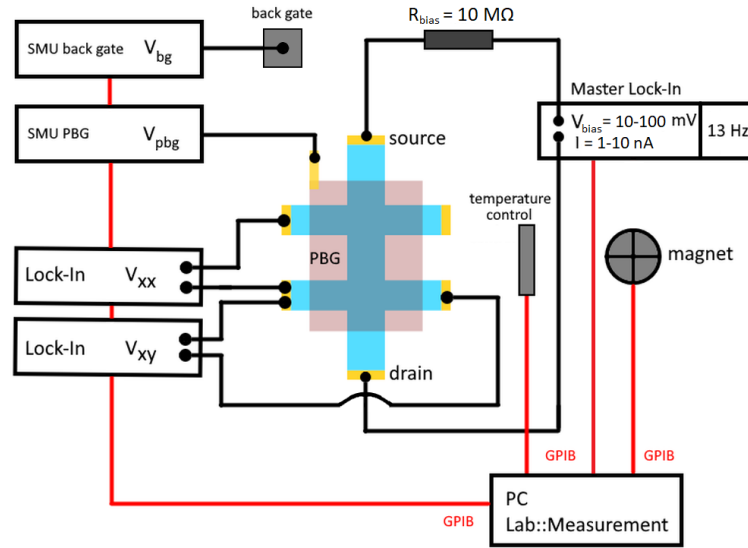 back gate
R_bias = 10 MΩ
SMU back gate V_bg
Master Lock-In
V_bias = 10-100 mV
I = 1-10 nA
13 Hz
SMU PBG V_pbg
source
temperature
control
PBG
magnet
Lock-In V_xx
Lock-In V_xy
drain
GPIB
GPIB
GPIB
PC
Lab::Measurement